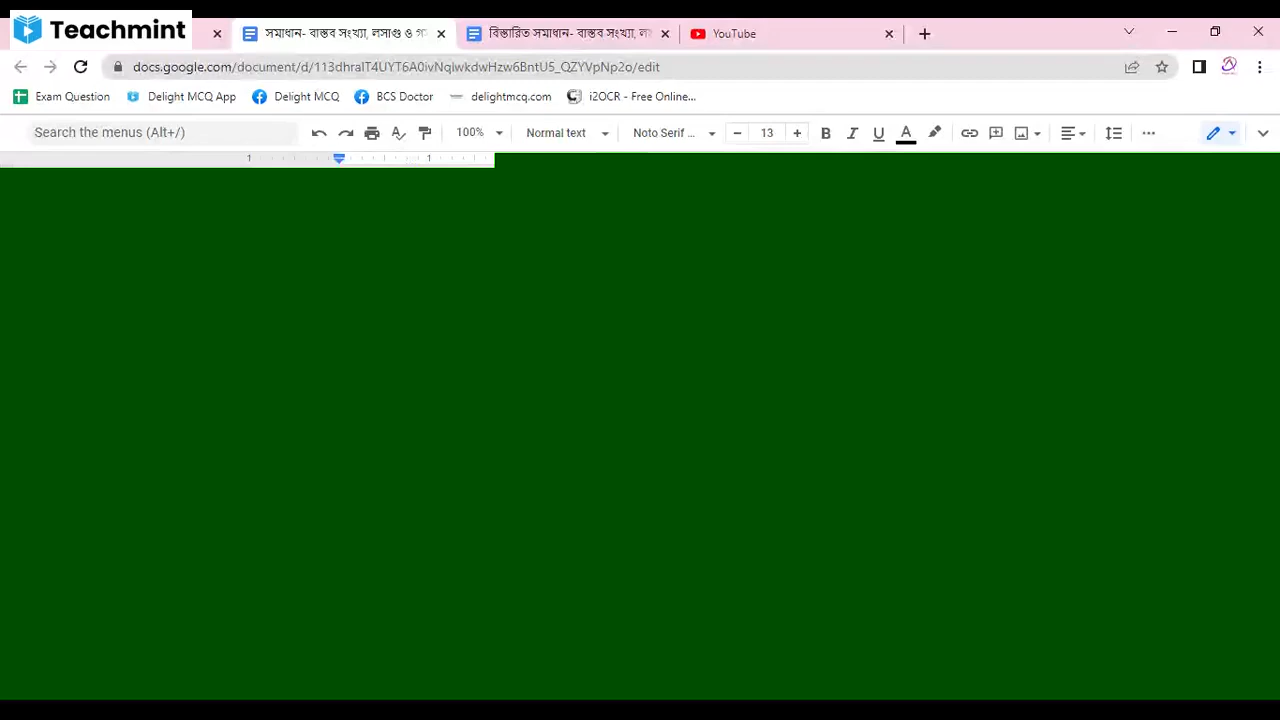 Teachmint
সমাধান- বাস্তব সংখ্যা, লসাগু ও গ
বিস্তারিত সমাধান- বাস্তব সংখ্যা, ল
YouTube
docs.google.com/document/d/113dhralT4UYT6A0ivNqiwkdwHzw6BntU5_QZYVpNp2o/edit
Exam Question
Delight MCQ App
Delight MCQ
BCS Doctor
delightmcq.com
i2OCR - Free Online...
Search the menus (Alt+/)
100%
Normal text
Noto Serif ...
13
B I U A
1 1